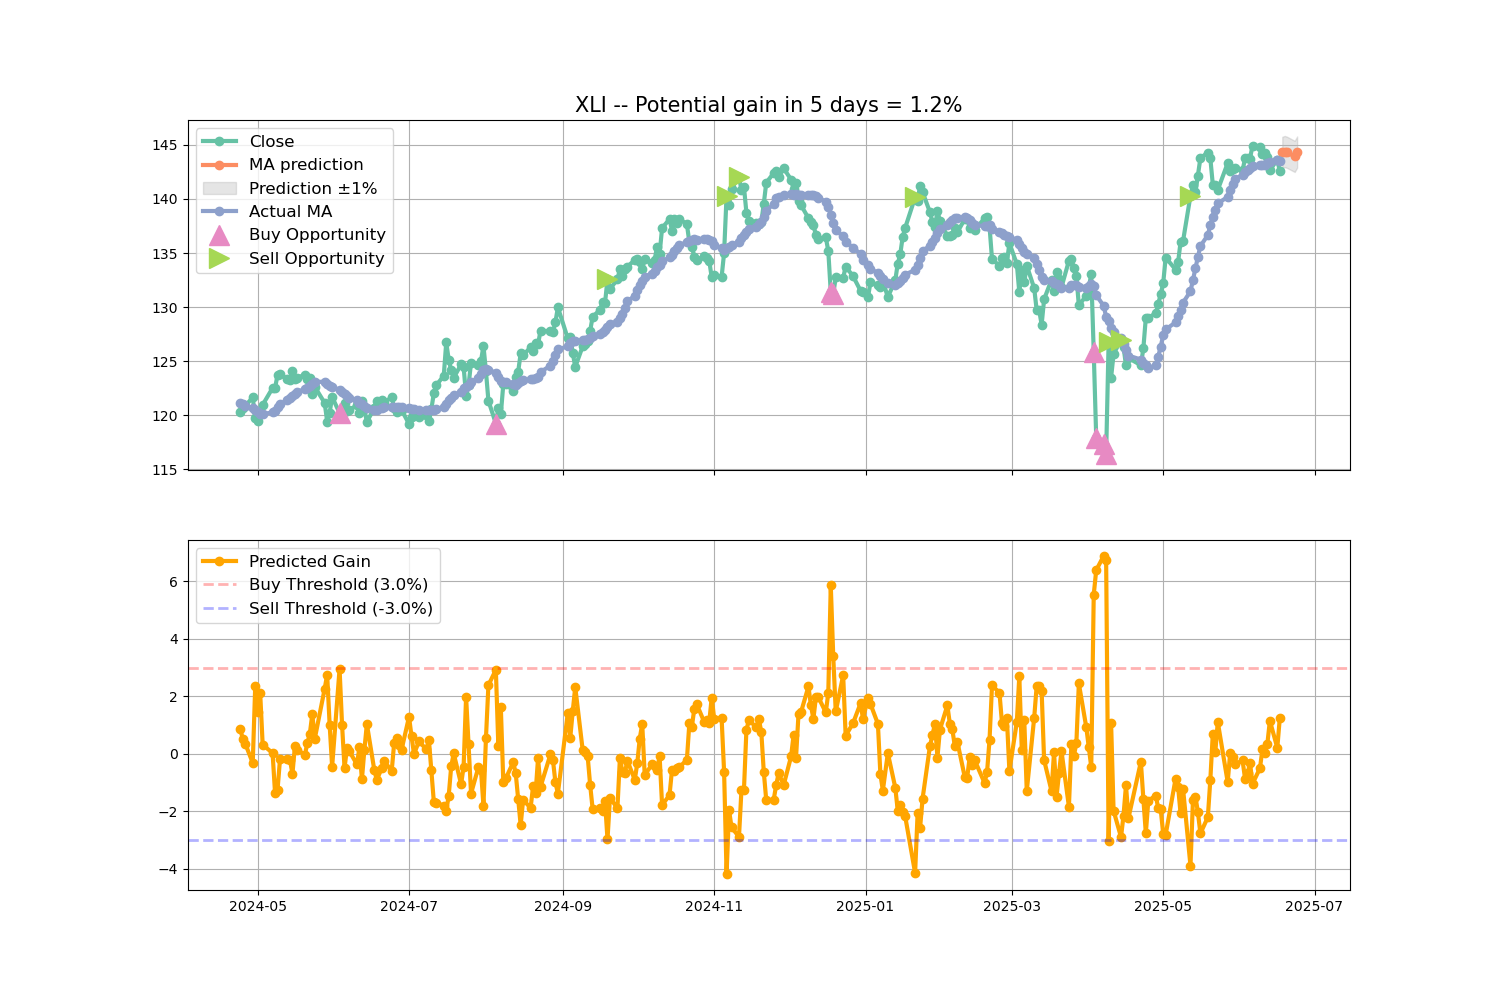 XLI -- Potential gain in 5 days = 1.2%
145
140
135
130
125
120
115
Close
MA prediction
Prediction ±1%
Actual MA
Buy Opportunity
Sell Opportunity
6
4
2
0
−2
−4
Predicted Gain
Buy Threshold (3.0%)
Sell Threshold (-3.0%)
2024-05
2024-07
2024-09
2024-11
2025-01
2025-03
2025-05
2025-07